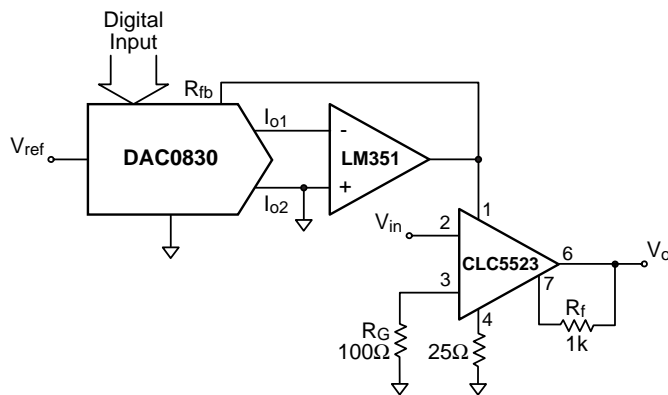 Digital
Input
Rfb
Vref
DAC0830
Io1
Io2
-
+
LM351
Vin
2
1
CLC5523
6
Vo
3
7
4
Rf
1k
RG
100Ω
25Ω